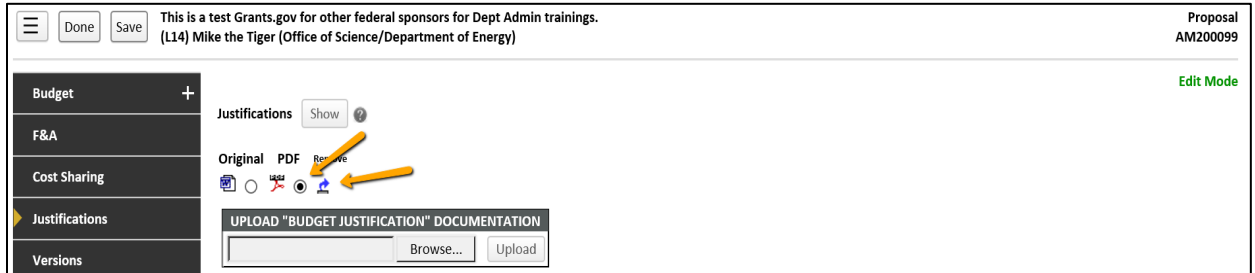 Done Save This is a test Grants.gov for other federal sponsors for Dept Admin trainings. Proposal
(L14) Mike the Tiger (Office of Science/Department of Energy) AM200099
Edit Mode
Budget +
Justifications Show ?
F&A
Original PDF Remove
Cost Sharing
Justifications
UPLOAD "BUDGET JUSTIFICATION" DOCUMENTATION
Browse... Upload
Versions